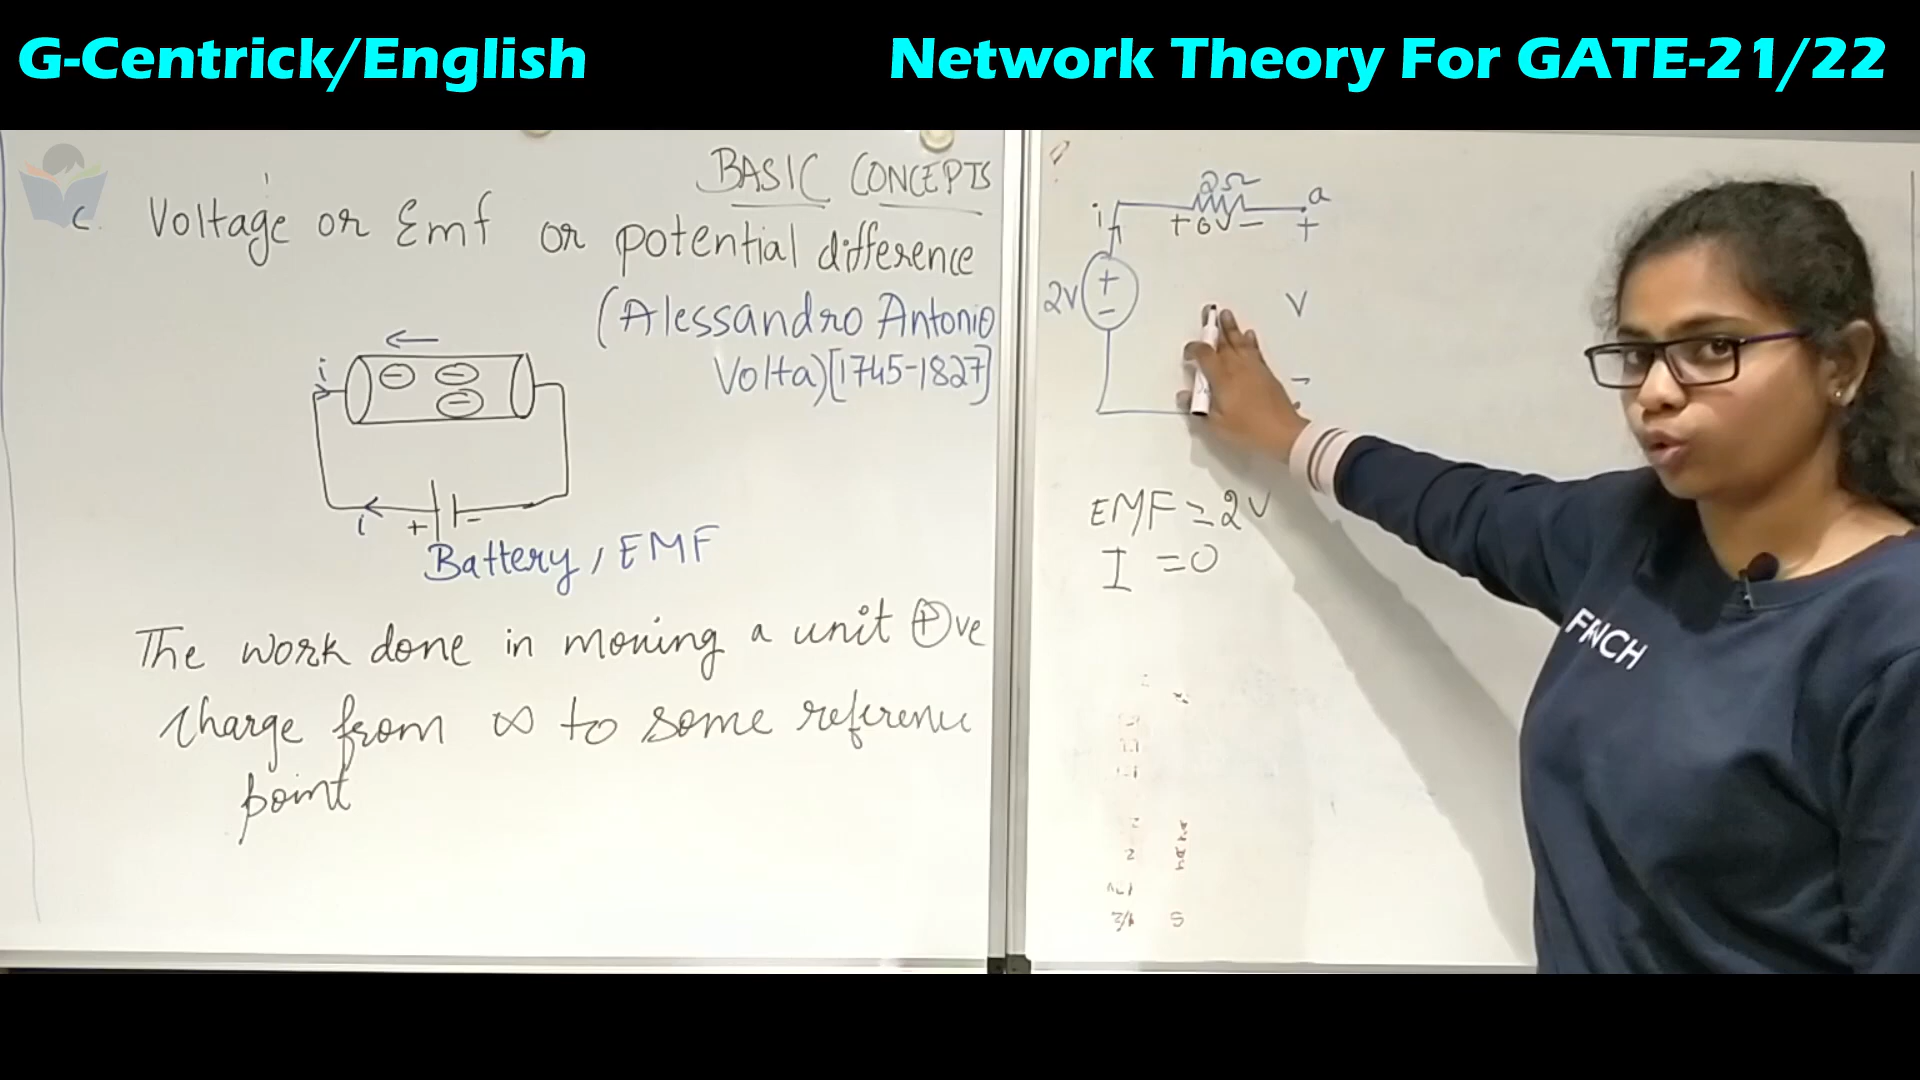 G-Centrick/English
Network Theory For GATE-21/22
BASIC CONCEPTS
c. Voltage or Emf or potential difference
(Alessandro Antonio
Volta)[1745-1827]
i
i
+ -
Battery, EMF
The work done in moving a unit +ve
charge from ∞ to some reference
point
2Ω
a
i
+0V-
+
2V
+
-
V
-
EMF = 2V
I = 0
FINCH